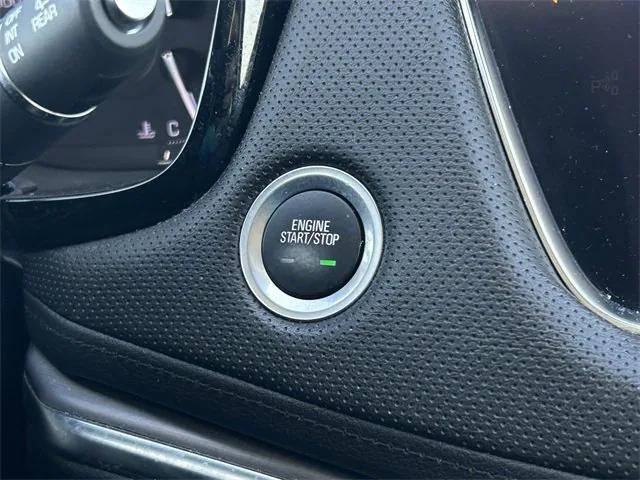 REAR
INT
ON
C
ENGINE
START/STOP
P